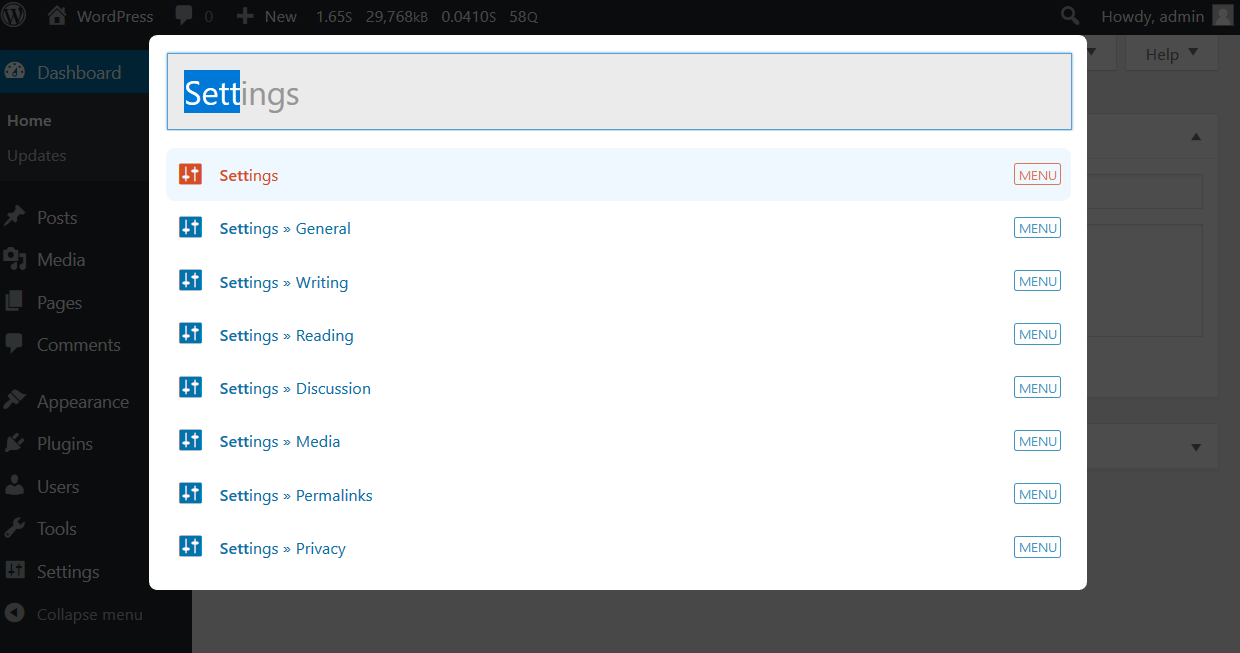 WordPress 0 New 1.65S 29,768KB 0.0410S 58Q Howdy, admin
Dashboard
Home
Updates
Posts
Media
Pages
Comments
Appearance
Plugins
Users
Tools
Settings
Collapse menu
Help
Settings
Settings MENU
Settings » General MENU
Settings » Writing MENU
Settings » Reading MENU
Settings » Discussion MENU
Settings » Media MENU
Settings » Permalinks MENU
Settings » Privacy MENU